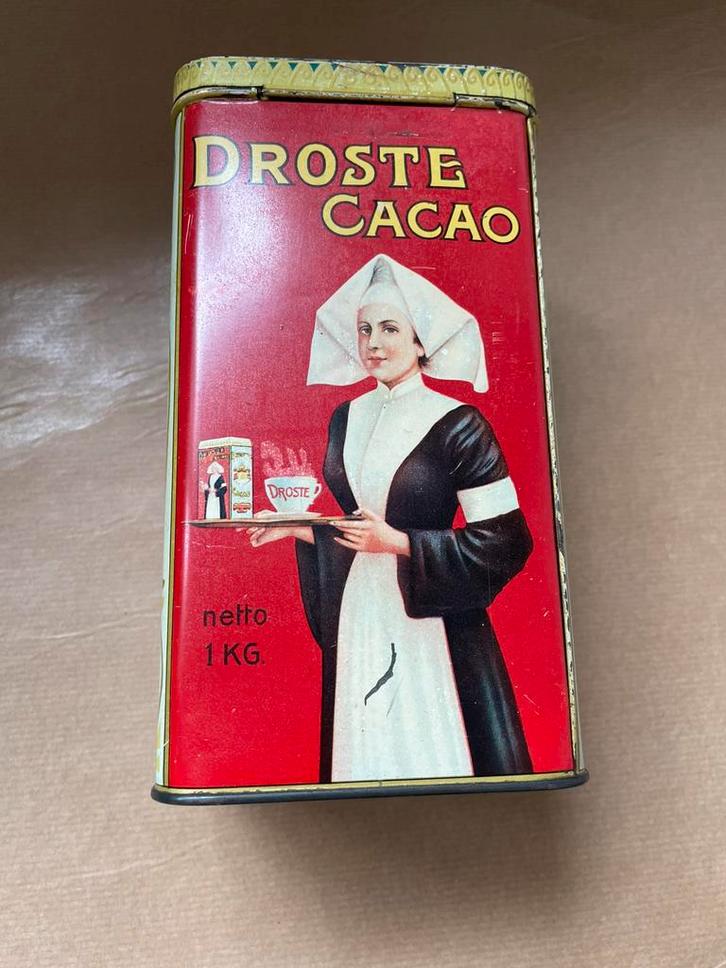 DROSTE
CACAO
DROSTE
netto
1 KG.